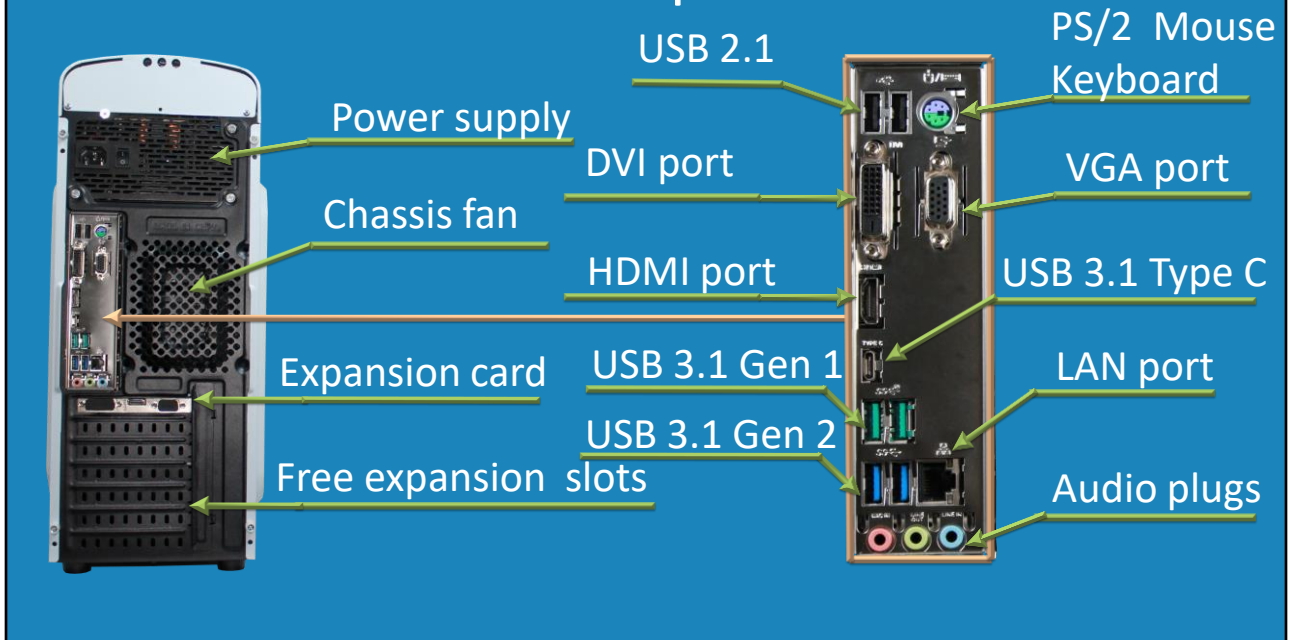 USB 2.1
PS/2 Mouse
Keyboard
Power supply
DVI port
VGA port
Chassis fan
HDMI port
USB 3.1 Type C
USB 3.1 Gen 1
LAN port
Expansion card
USB 3.1 Gen 2
Free expansion slots
Audio plugs
TYPE C